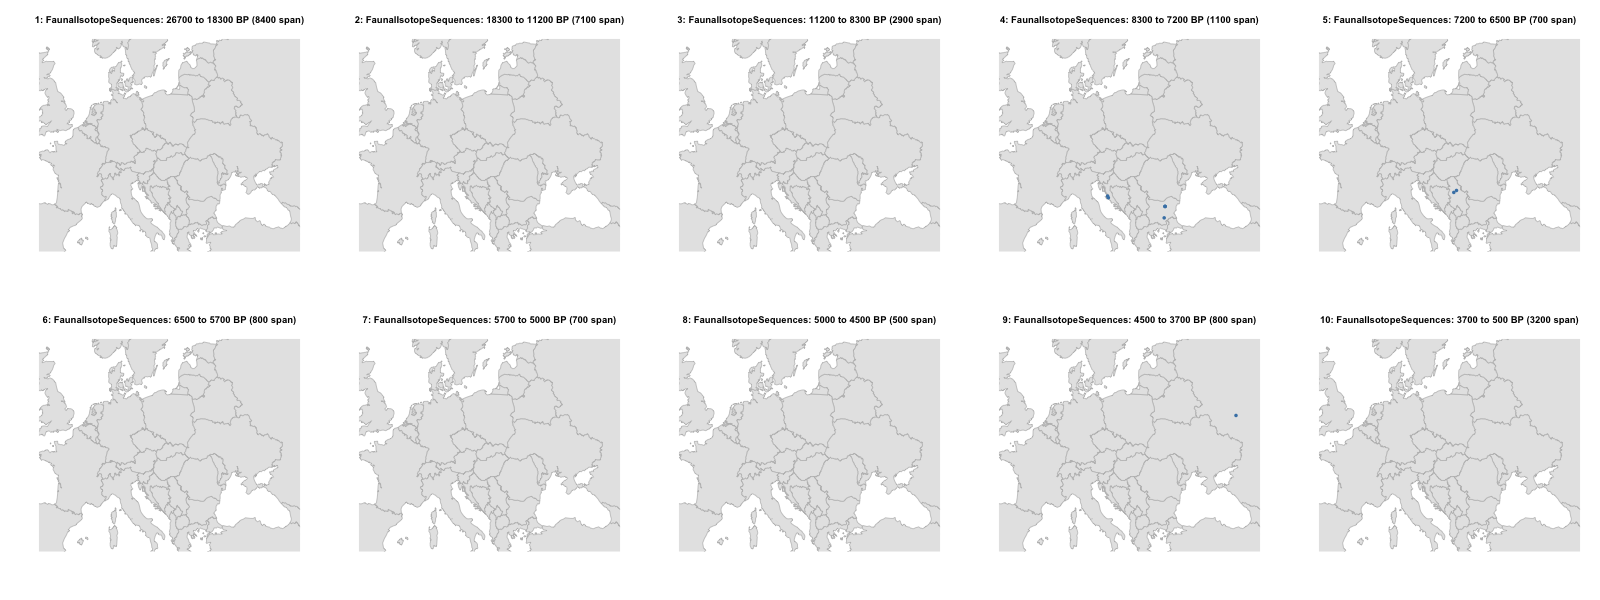 1: FaunalIsotopeSequences: 26700 to 18300 BP (8400 span)
2: FaunalIsotopeSequences: 18300 to 11200 BP (7100 span)
3: FaunalIsotopeSequences: 11200 to 8300 BP (2900 span)
4: FaunalIsotopeSequences: 8300 to 7200 BP (1100 span)
5: FaunalIsotopeSequences: 7200 to 6500 BP (700 span)
6: FaunalIsotopeSequences: 6500 to 5700 BP (800 span)
7: FaunalIsotopeSequences: 5700 to 5000 BP (700 span)
8: FaunalIsotopeSequences: 5000 to 4500 BP (500 span)
9: FaunalIsotopeSequences: 4500 to 3700 BP (800 span)
10: FaunalIsotopeSequences: 3700 to 500 BP (3200 span)